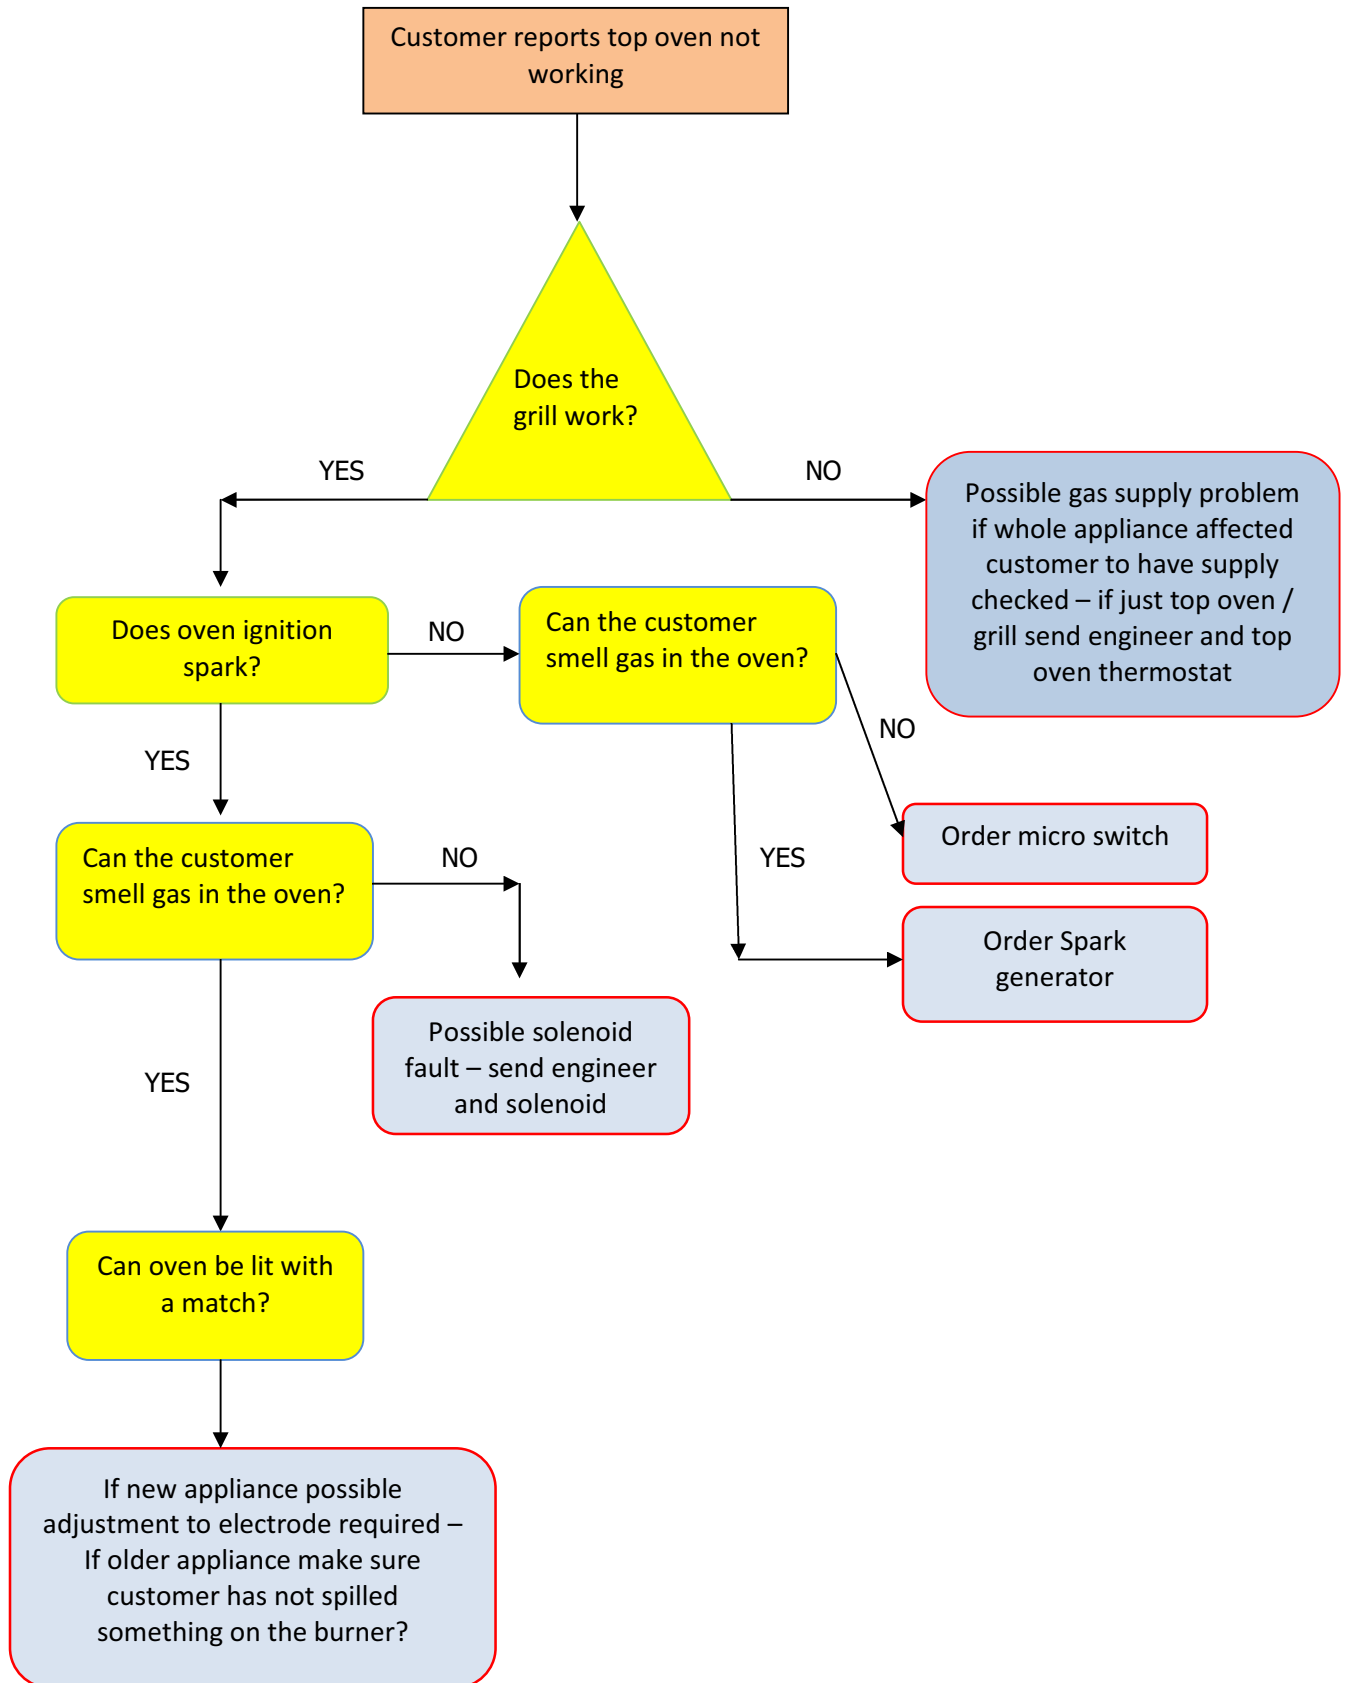 Customer reports top oven not
working
Does the
grill work?
YES
NO
Possible gas supply problem
if whole appliance affected
customer to have supply
checked – if just top oven /
grill send engineer and top
oven thermostat
Does oven ignition
spark?
NO
Can the customer
smell gas in the oven?
NO
YES
Order micro switch
Can the customer
smell gas in the oven?
NO
YES
Order Spark
generator
Possible solenoid
fault – send engineer
and solenoid
YES
Can oven be lit with
a match?
If new appliance possible
adjustment to electrode required –
If older appliance make sure
customer has not spilled
something on the burner?